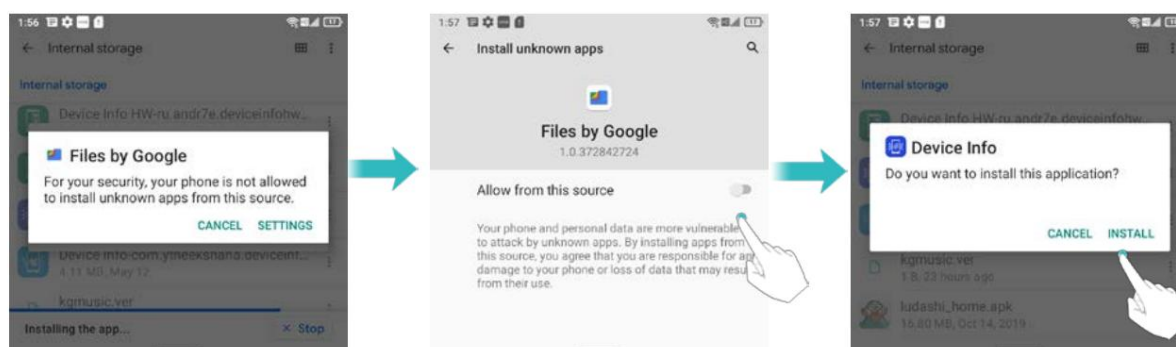 1:56
Internal storage
Internal storage
Device Info HW-ru.andr7e.deviceinfohw...
Files by Google
For your security, your phone is not allowed
to install unknown apps from this source.
CANCEL SETTINGS
4.11 MB, May 12
kgmusic.ver
Installing the app... × Stop
1:57
Install unknown apps
Files by Google
1.0.372842724
Allow from this source
Your phone and personal data are more vulnerable
to attack by unknown apps. By installing apps from
this source, you agree that you are responsible for any
damage to your phone or loss of data that may resu
from their use.
1:57
Internal storage
Internal storage
Device Info HW-ru.andr7e.deviceinfohw...
Device Info
Do you want to install this application?
CANCEL INSTALL
kgmusic.ver
1 B, 22 hours ago
ludashi_home.apk
16.80 MB, Oct 14, 2019